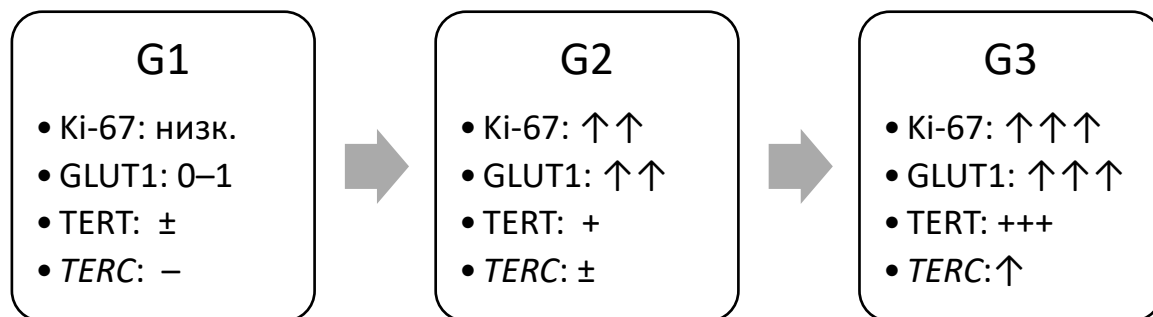 G1
• Ki-67: низк.
• GLUT1: 0–1
• TERT: ±
• TERC: –
G2
• Ki-67: ↑↑
• GLUT1: ↑↑
• TERT: +
• TERC: ±
G3
• Ki-67: ↑↑↑
• GLUT1: ↑↑↑
• TERT: +++
• TERC:↑